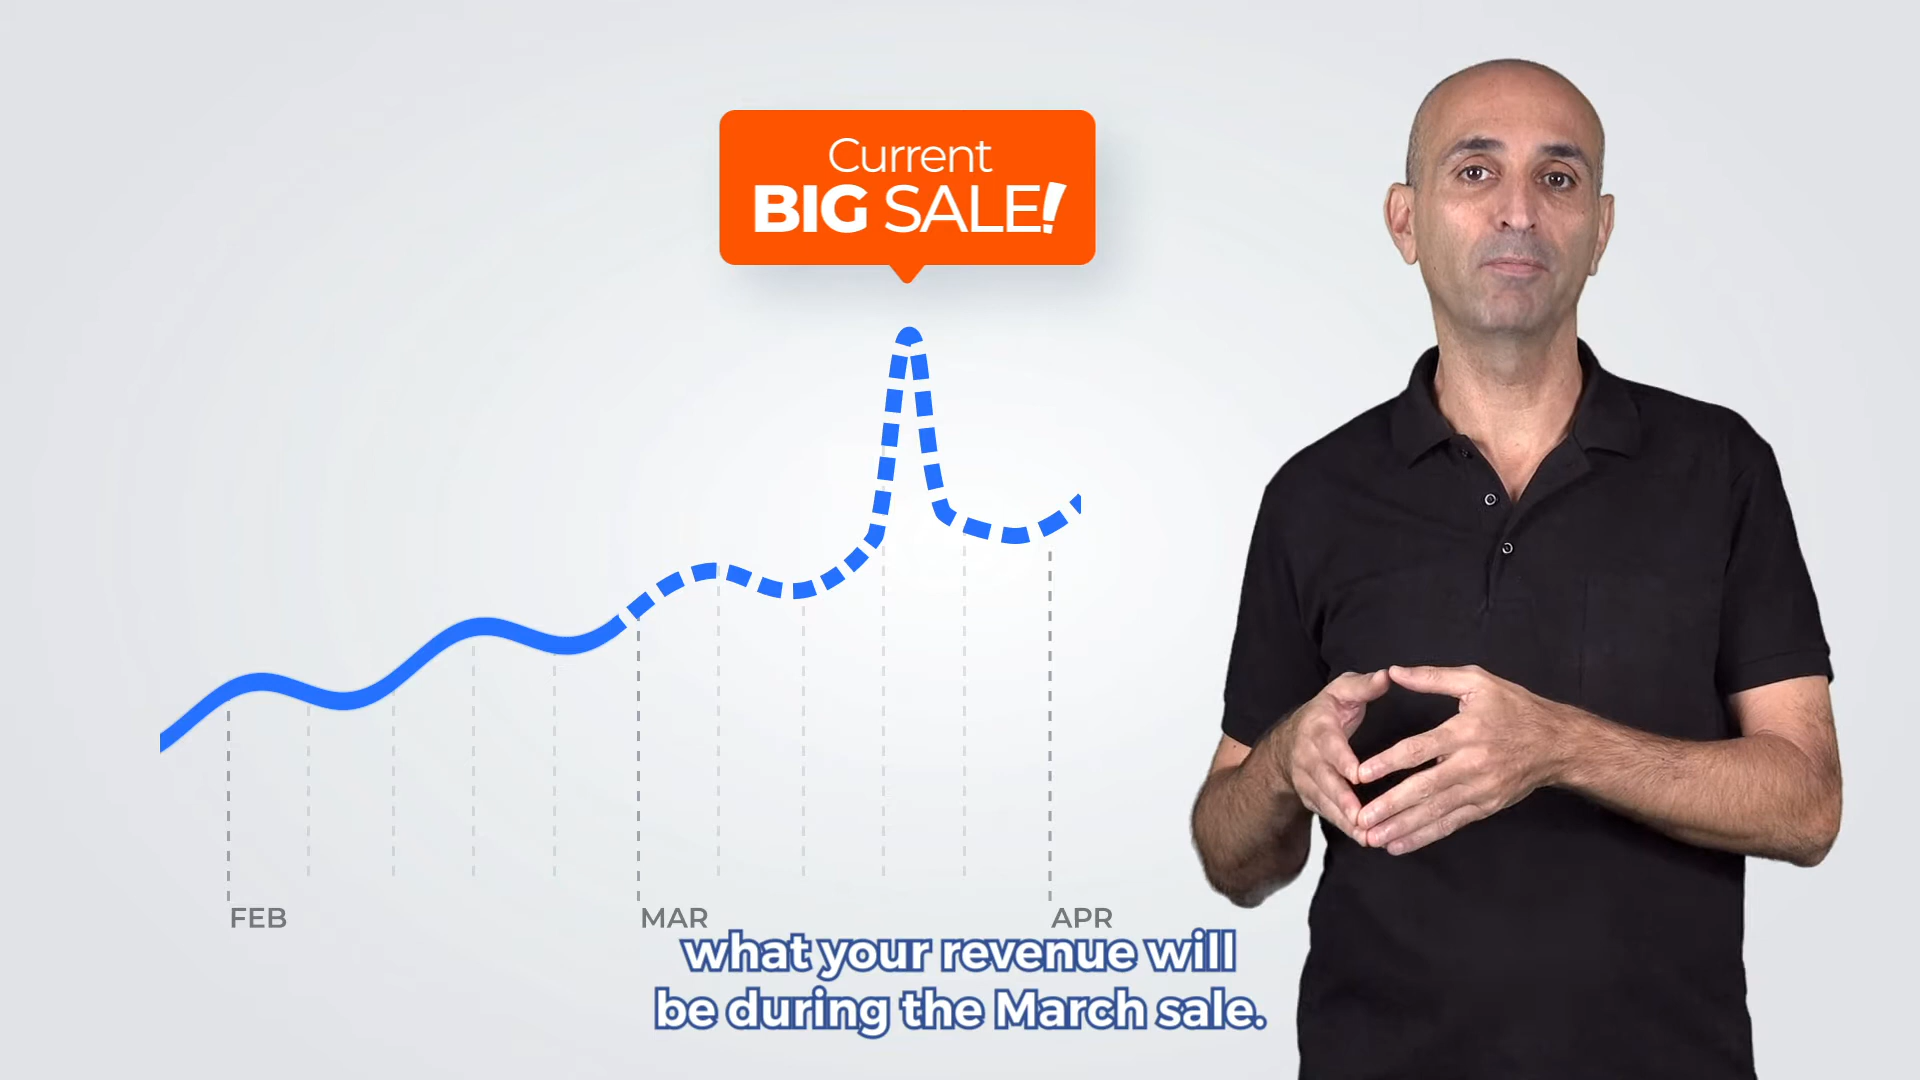 Current
BIG SALE!
FEB
MAR
APR
what your revenue will
be during the March sale.